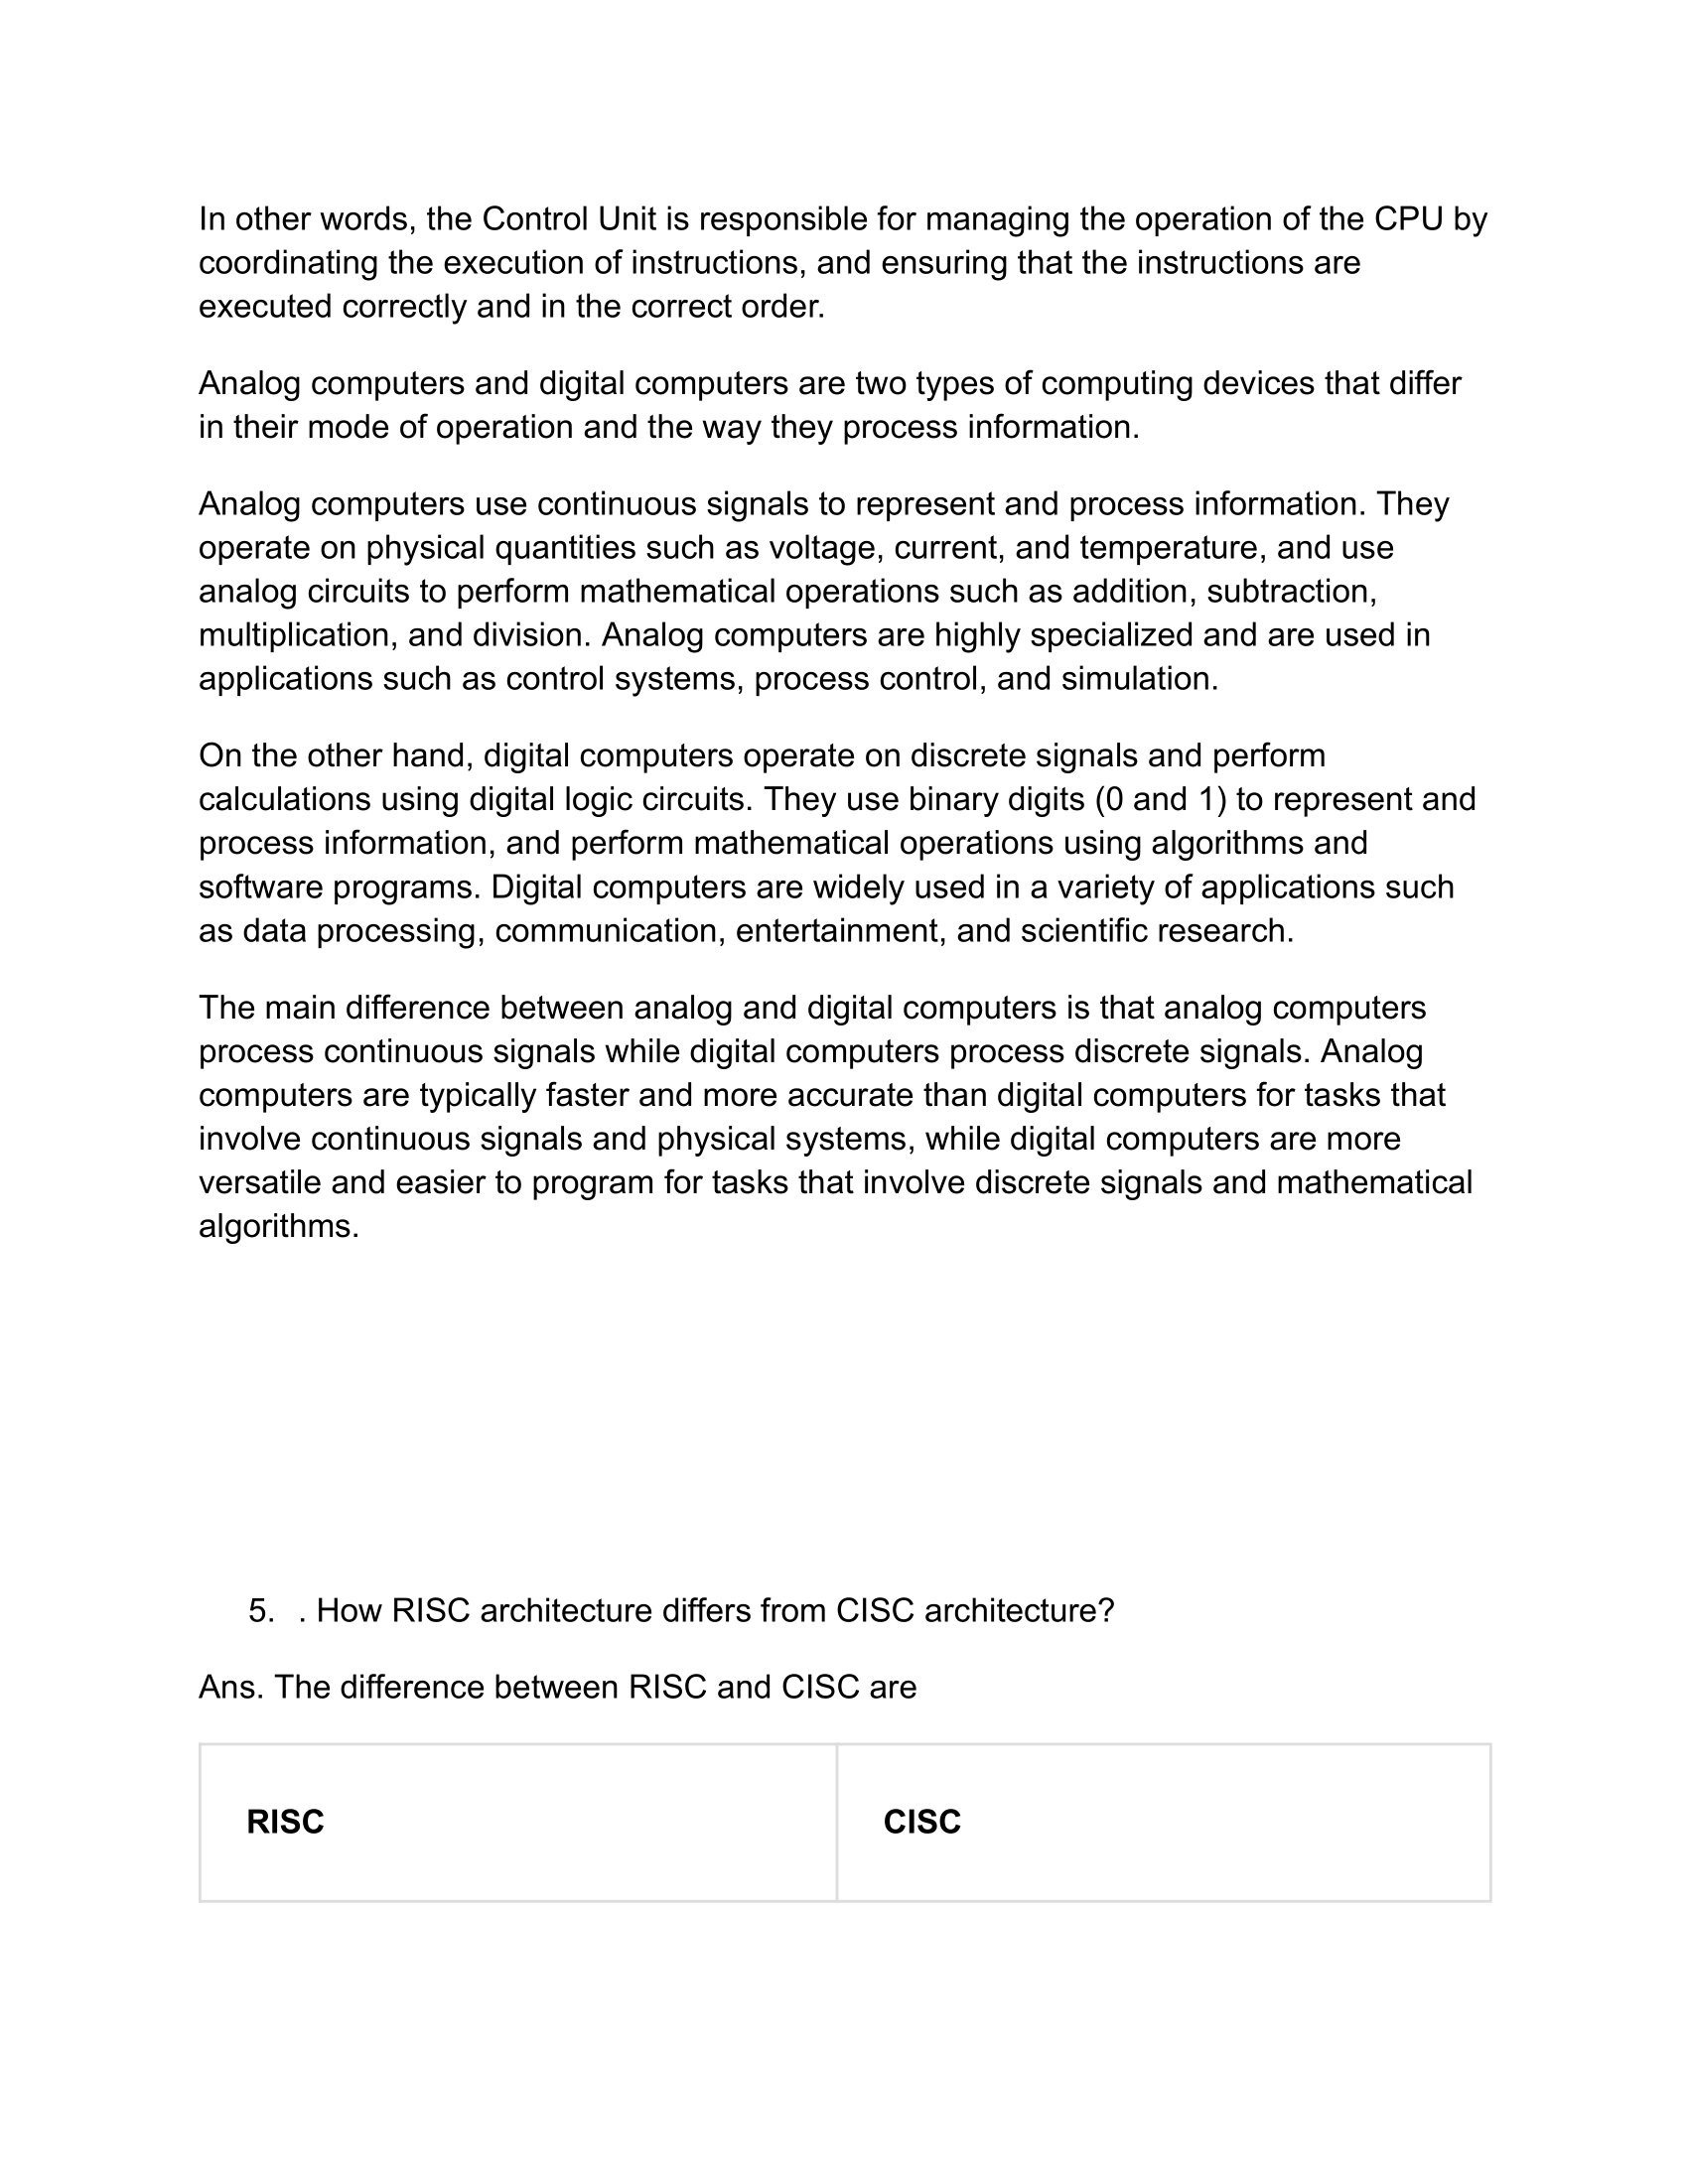 In other words, the Control Unit is responsible for managing the operation of the CPU by
coordinating the execution of instructions, and ensuring that the instructions are
executed correctly and in the correct order.
Analog computers and digital computers are two types of computing devices that differ
in their mode of operation and the way they process information.
Analog computers use continuous signals to represent and process information. They
operate on physical quantities such as voltage, current, and temperature, and use
analog circuits to perform mathematical operations such as addition, subtraction,
multiplication, and division. Analog computers are highly specialized and are used in
applications such as control systems, process control, and simulation.
On the other hand, digital computers operate on discrete signals and perform
calculations using digital logic circuits. They use binary digits (0 and 1) to represent and
process information, and perform mathematical operations using algorithms and
software programs. Digital computers are widely used in a variety of applications such
as data processing, communication, entertainment, and scientific research.
The main difference between analog and digital computers is that analog computers
process continuous signals while digital computers process discrete signals. Analog
computers are typically faster and more accurate than digital computers for tasks that
involve continuous signals and physical systems, while digital computers are more
versatile and easier to program for tasks that involve discrete signals and mathematical
algorithms.
5. . How RISC architecture differs from CISC architecture?
Ans. The difference between RISC and CISC are
RISC
CISC